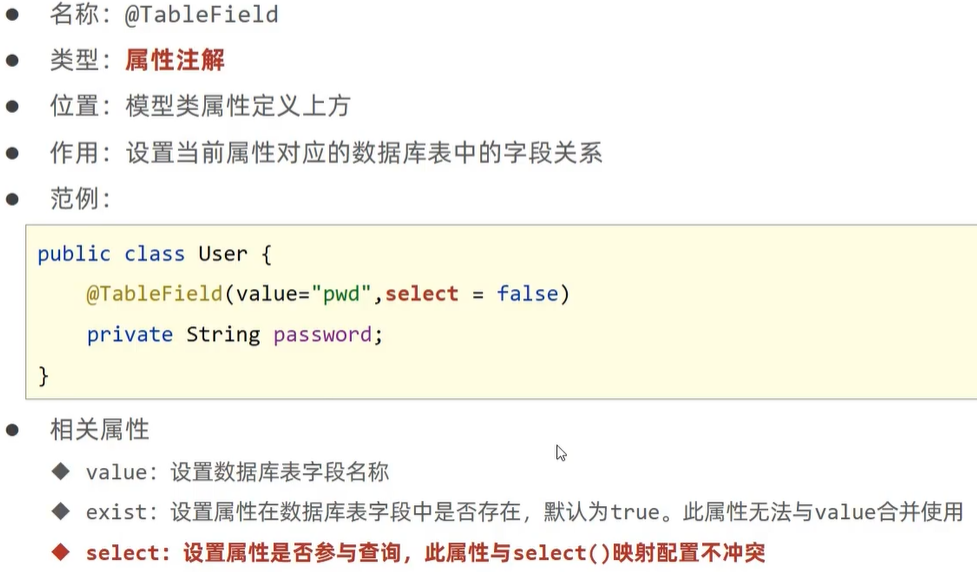 ● 名称：@TableField
● 类型：属性注解
● 位置：模型类属性定义上方
● 作用：设置当前属性对应的数据库表中的字段关系
● 范例：
public class User {
    @TableField(value="pwd",select = false)
    private String password;
}
● 相关属性
◆ value：设置数据库表字段名称
◆ exist：设置属性在数据库表字段中是否存在，默认为true。此属性无法与value合并使用
◆ select：设置属性是否参与查询，此属性与select()映射配置不冲突